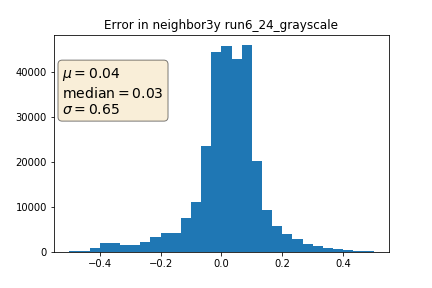 Error in neighbor3y run6_24_grayscale
μ = 0.04
median = 0.03
σ = 0.65
40000
30000
20000
10000
0
−0.4 −0.2 0.0 0.2 0.4